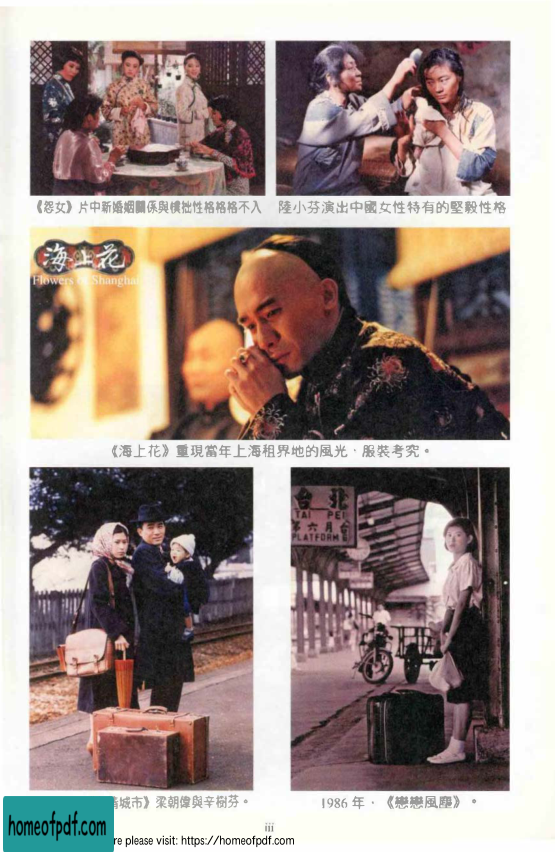 《怨女》片中新婚姻關係與樸拙性格格格不入
陸小芬演出中國女性特有的堅毅性格
海上花
Flowers of Shanghai
《海上花》重現當年上海租界地的風光，服裝考究。
台北
TAI PEI
第六月台
PLATFORM 6
城市》梁朝偉與辛樹芬。
1986 年，《戀戀風塵》。
iii
homeofpdf.com
re please visit: https://homeofpdf.com